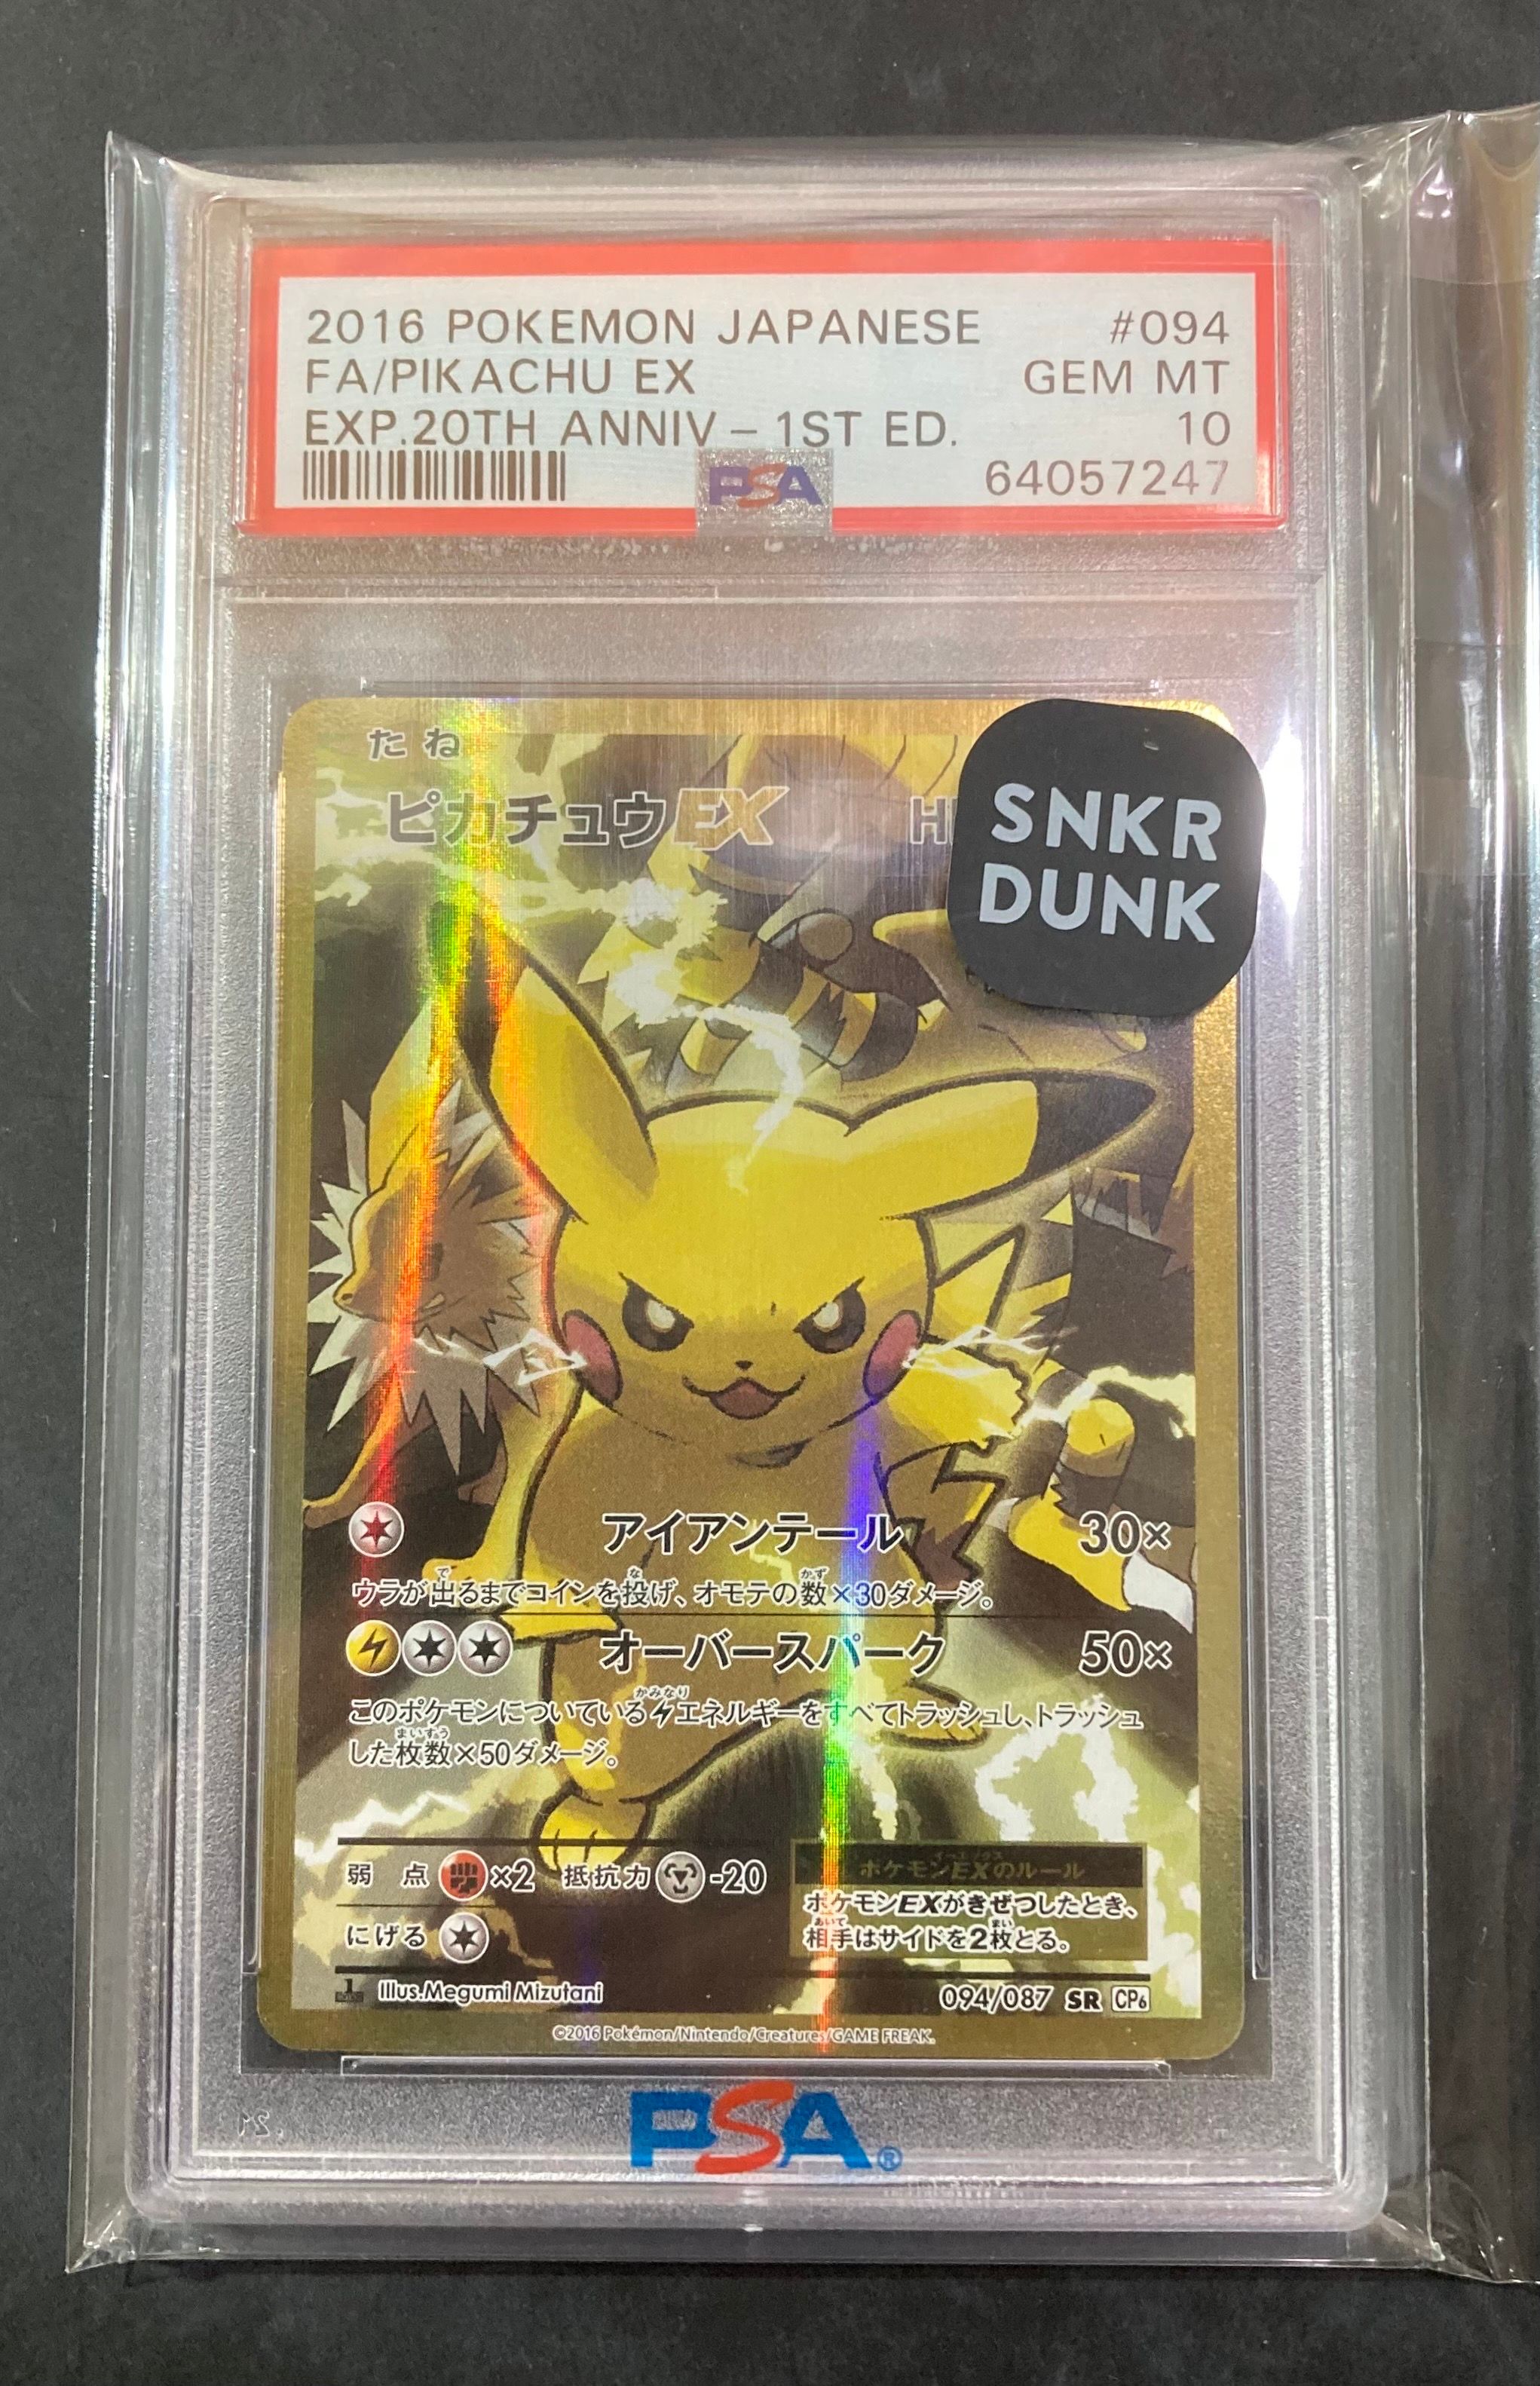 2016 POKEMON JAPANESE #094
FA/PIKACHU EX GEM MT
EXP.20TH ANNIV – 1ST ED. 10
PSA 64057247
たね
ピカチュウEX
SNKR
DUNK
アイアンテール 30×
ウラが出るまでコインを投げ、オモテの数×30ダメージ。
オーバースパーク 50×
このポケモンについているエネルギーをすべてトラッシュし、トラッシュ
した枚数×50ダメージ。
弱点 ×2 抵抗力 -20
ポケモンEXのルール
ポケモンEXがきぜつしたとき、
相手はサイドを2枚とる。
にげる
Illus.Megumi Mizutani 094/087 SR CP6
©2016 Pokémon/Nintendo/Creatures/GAME FREAK.
PSA®